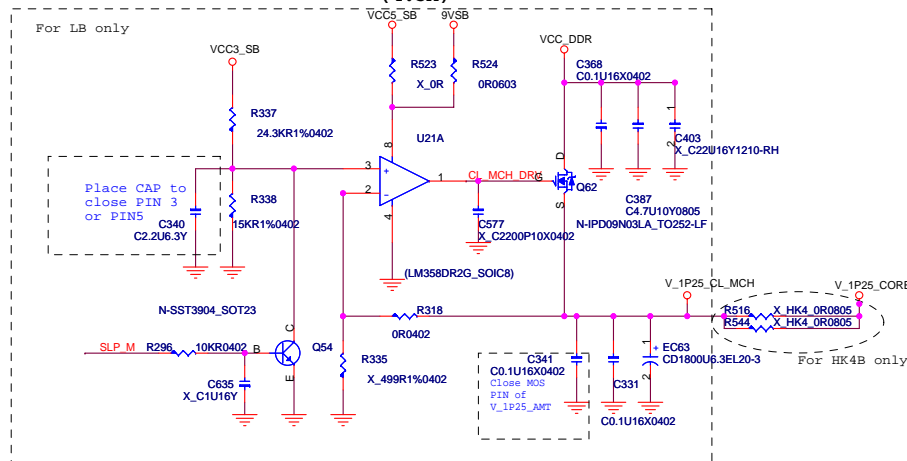 For LB only
VCC5_SB
9VSB
VCC3_SB
VCC_DDR
R523
X_0R
R524
0R0603
C368
C0.1U16X0402
R337
24.3KR1%0402
U21A
8
3
+
2
-
1
4
CL_MCH_DRV
G
D
S
Q62
1
2
C403
X_C22U16Y1210-RH
C387
C4.7U10Y0805
N-IPD09N03LA_TO252-LF
Place CAP to
close PIN 3
or PIN5
R338
15KR1%0402
C340
C2.2U6.3Y
C577
X_C2200P10X0402
(LM358DR2G_SOIC8)
V_1P25_CL_MCH
V_1P25_CORE
R516
X_HK4_0R0805
R544
X_HK4_0R0805
For HK4B only
N-SST3904_SOT23
R318
0R0402
SLP_M
R296
10KR0402
B
C
E
Q54
R335
X_499R1%0402
C635
X_C1U16Y
C341
C0.1U16X0402
Close MOS
PIN of
V_1P25_AMT
C331
C0.1U16X0402
1
+
2
EC63
CD1800U6.3EL20-3